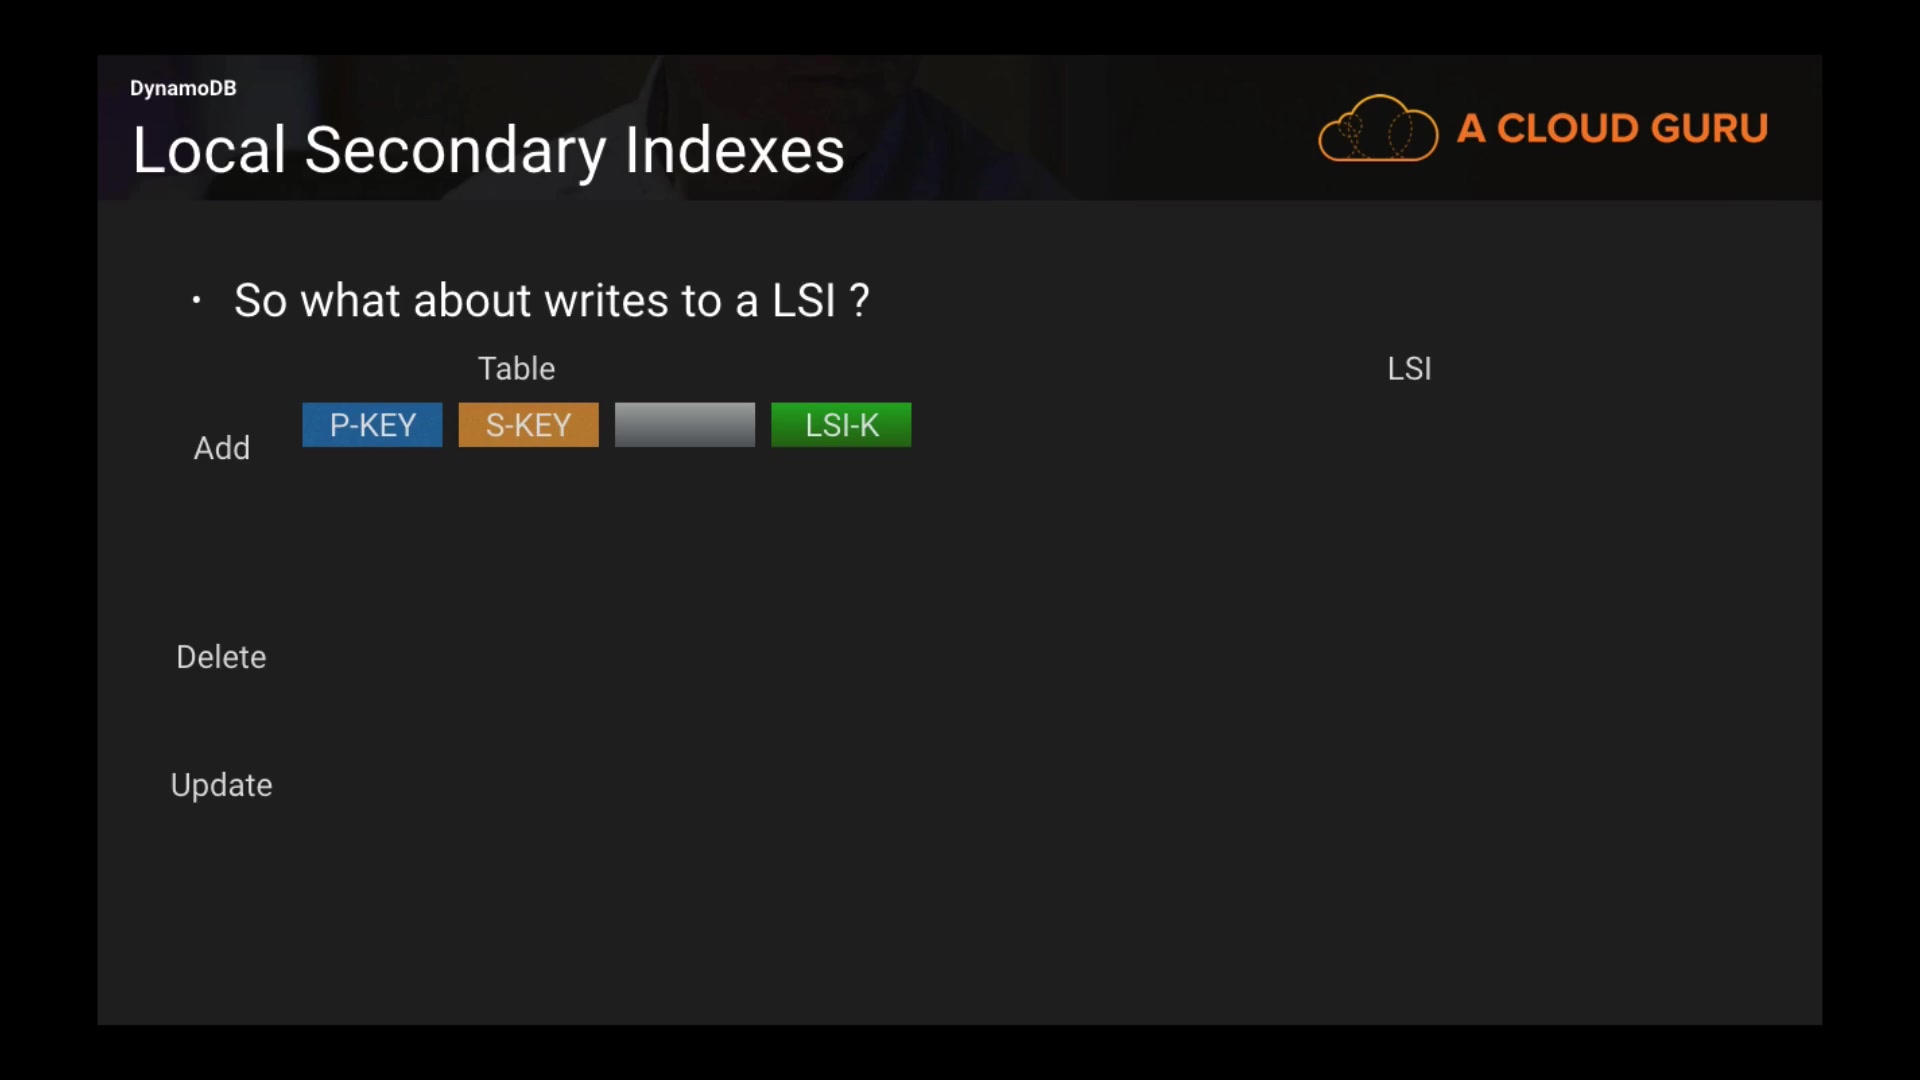 DynamoDB
Local Secondary Indexes
A CLOUD GURU
• So what about writes to a LSI ?
Table LSI
Add P-KEY S-KEY LSI-K
Delete
Update